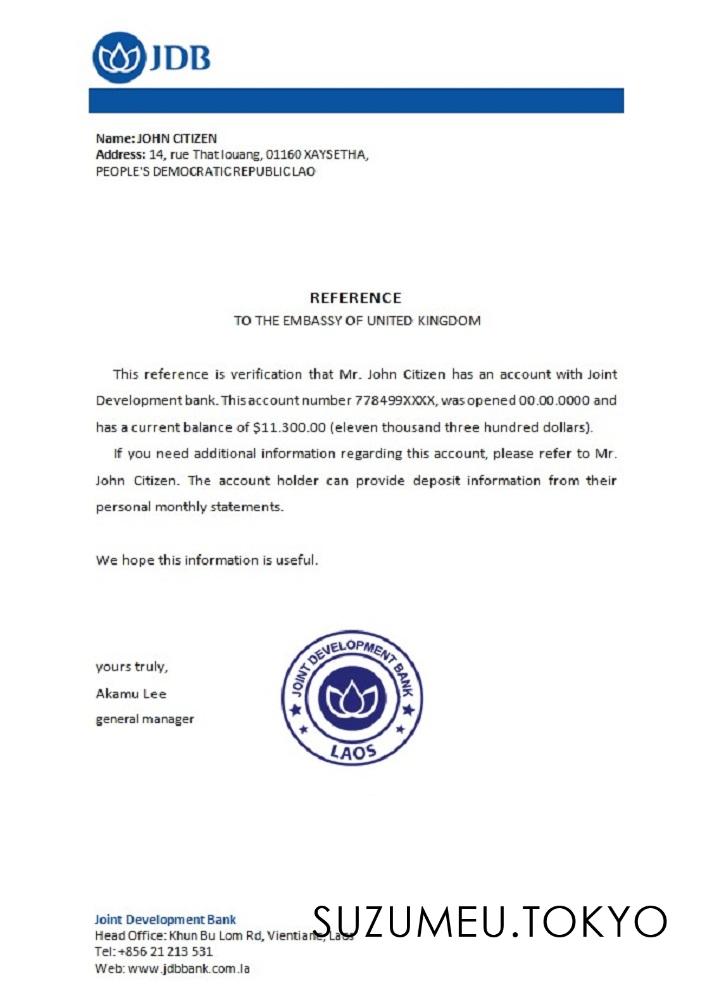 JDB
Name: JOHN CITIZEN
Address: 14, rue That louang, 01160 XAYSETHA,
PEOPLE'S DEMOCRATIC REPUBLIC LAO
REFERENCE
TO THE EMBASSY OF UNITED KINGDOM
This reference is verification that Mr. John Citizen has an account with Joint
Development bank. This account number 778499XXXX, was opened 00.00.0000 and
has a current balance of $11.300.00 (eleven thousand three hundred dollars).
If you need additional information regarding this account, please refer to Mr.
John Citizen. The account holder can provide deposit information from their
personal monthly statements.
We hope this information is useful.
yours truly,
Akamu Lee
general manager
JOINT DEVELOPMENT BANK
LAOS
Joint Development Bank
Head Office: Khun Bu Lom Rd, Vientiane, Laos
Tel: +856 21 213 531
Web: www.jdbbank.com.la
SUZUMEU.TOKYO